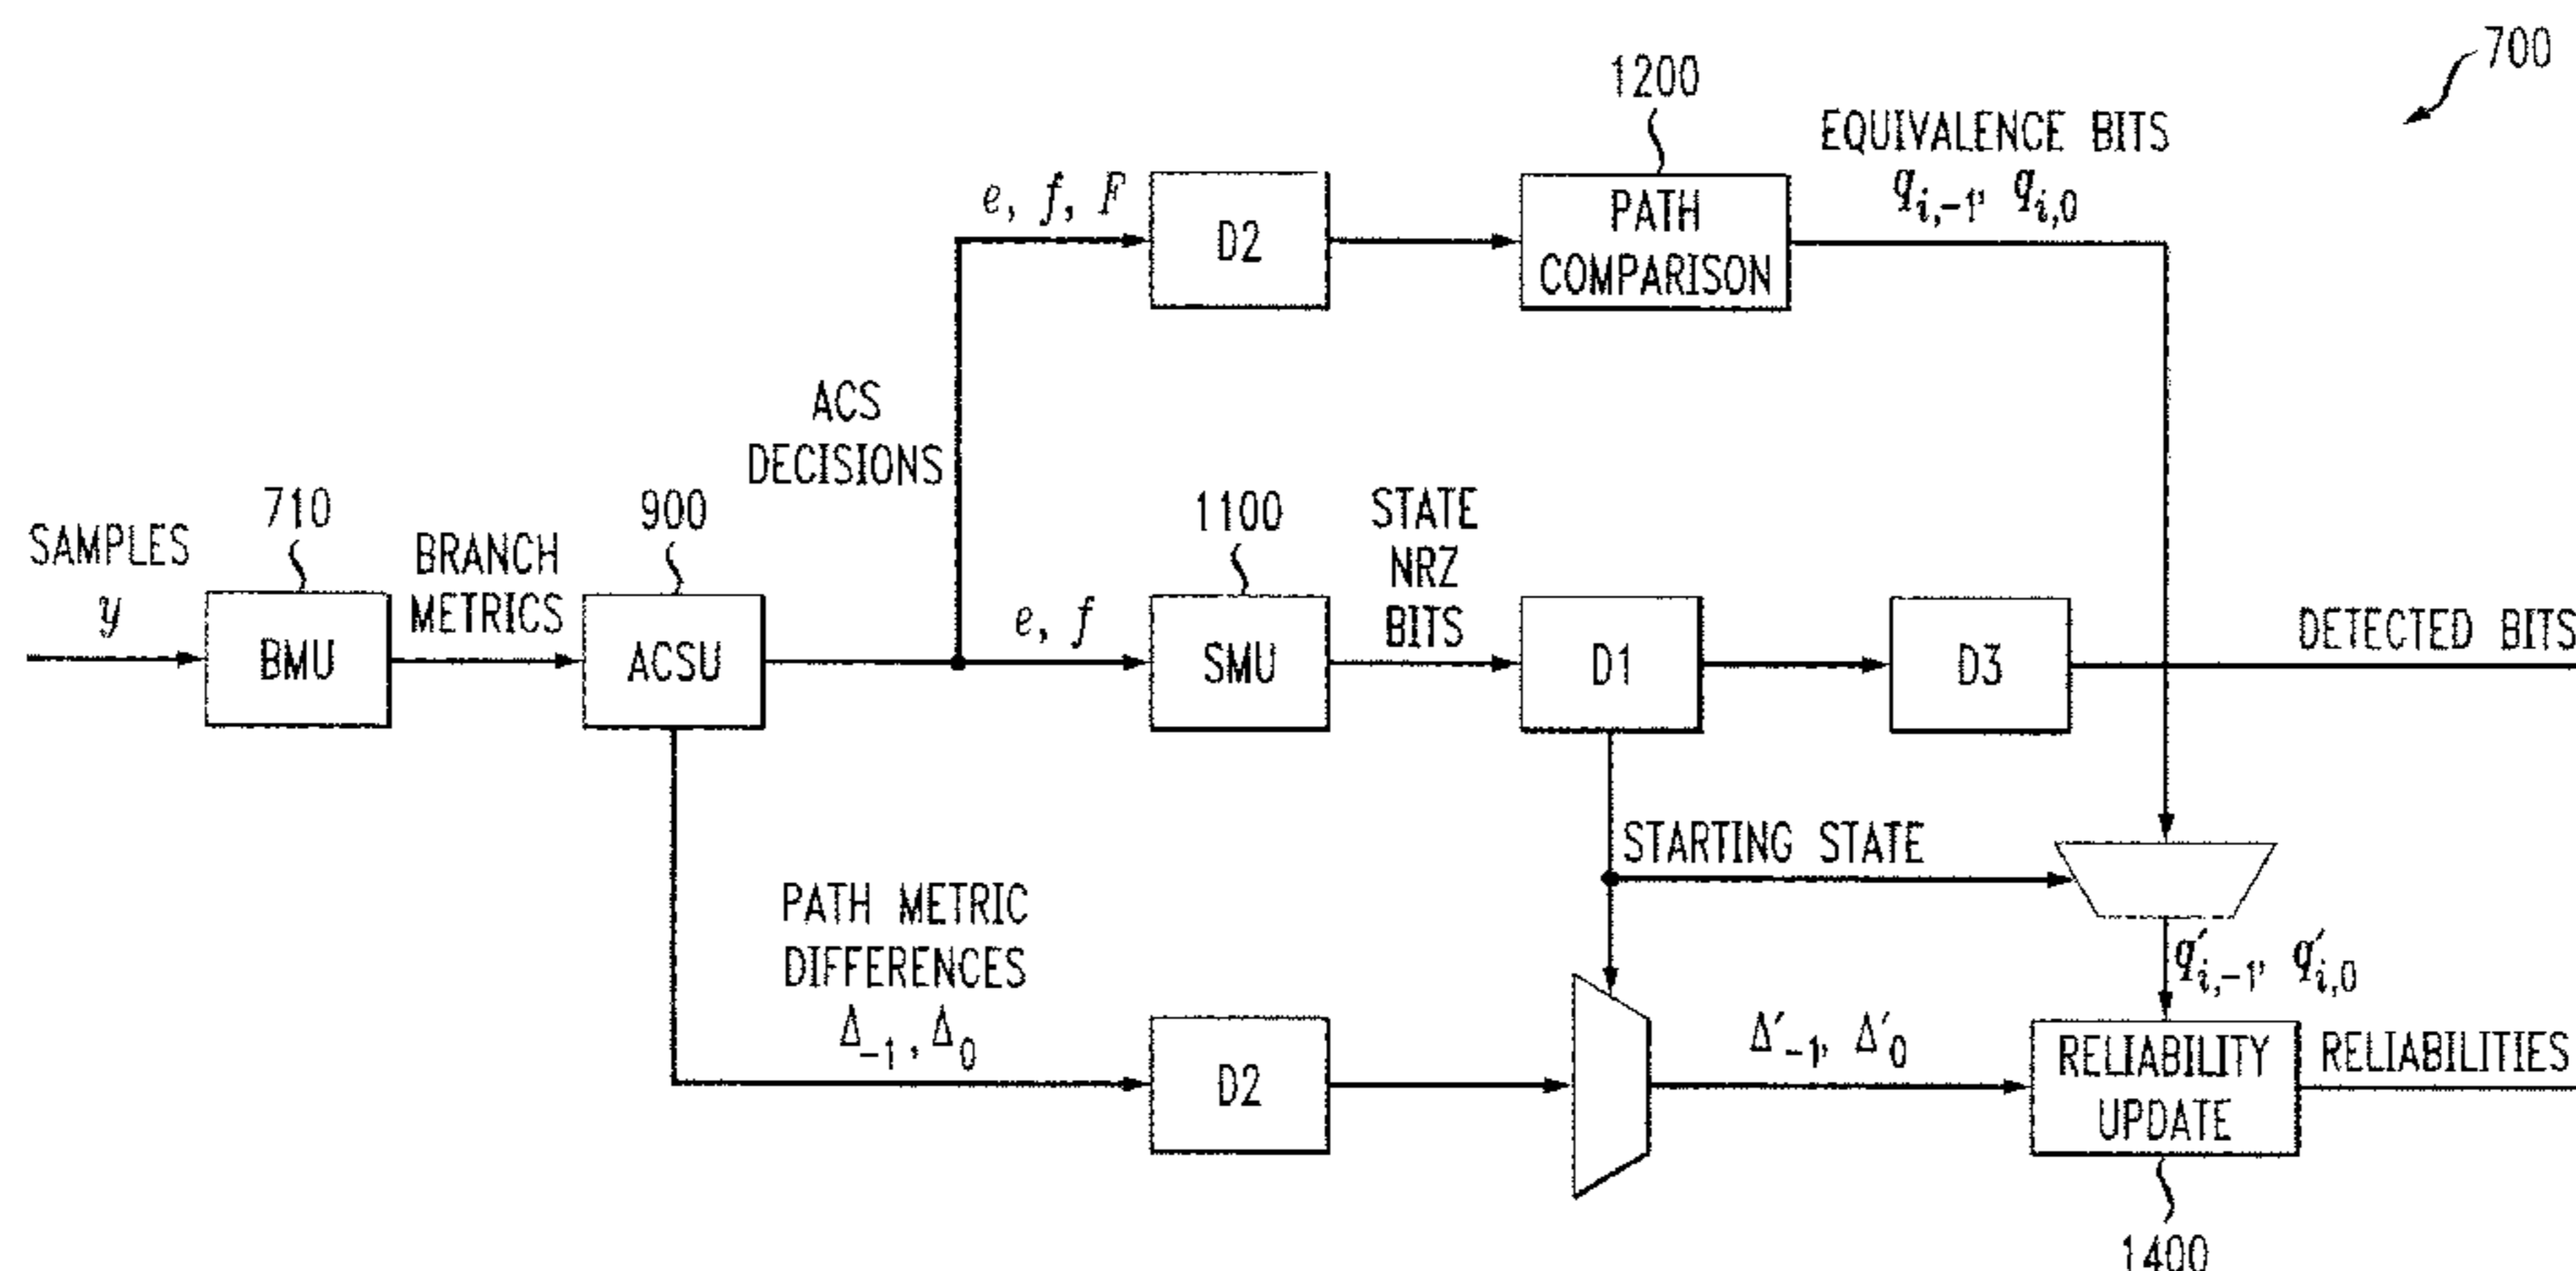 700
1200
EQUIVALENCE BITS
q_{i,-1}, q_{i,0}
e, f, F
D2
PATH
COMPARISON
ACS
DECISIONS
SAMPLES
y
710
BMU
BRANCH
METRICS
900
ACSU
e, f
1100
SMU
STATE
NRZ
BITS
D1
D3
DETECTED BITS
STARTING STATE
PATH METRIC
DIFFERENCES
Δ_{-1}, Δ_0
D2
Δ'_{-1}, Δ'_0
q'_{i,-1}, q'_{i,0}
RELIABILITY
UPDATE
RELIABILITIES
1400